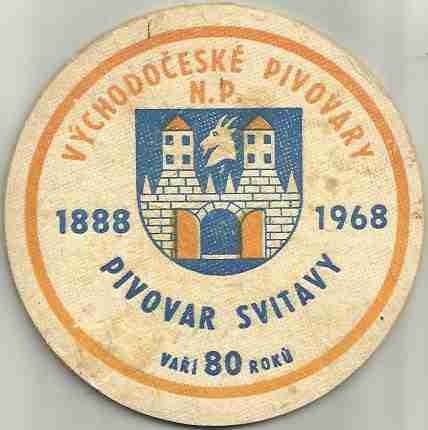 VÝCHODOČESKÉ PIVOVARY
N.P.
1888 1968
PIVOVAR SVITAVY
VAŘÍ 80 ROKŮ